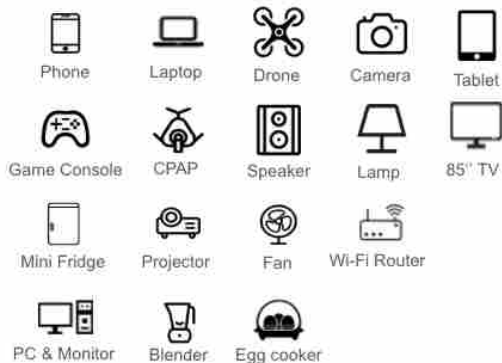 Phone Laptop Drone Camera Tablet
Game Console CPAP Speaker Lamp 85'' TV
Mini Fridge Projector Fan Wi-Fi Router
PC & Monitor Blender Egg cooker